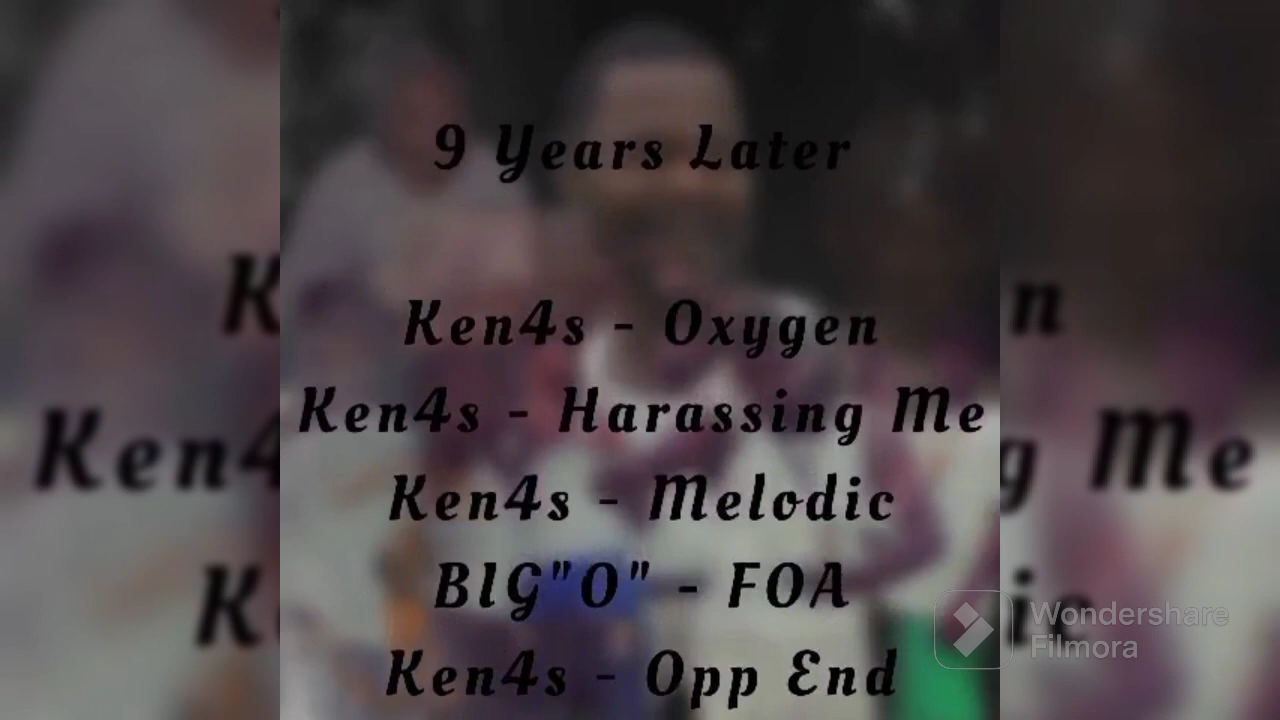 9 Years Later
Ken4s - Oxygen
Ken4s - Harassing Me
Ken4s - Melodic
BIG"O" - FOA
Ken4s - Opp End
Wondershare
Filmora